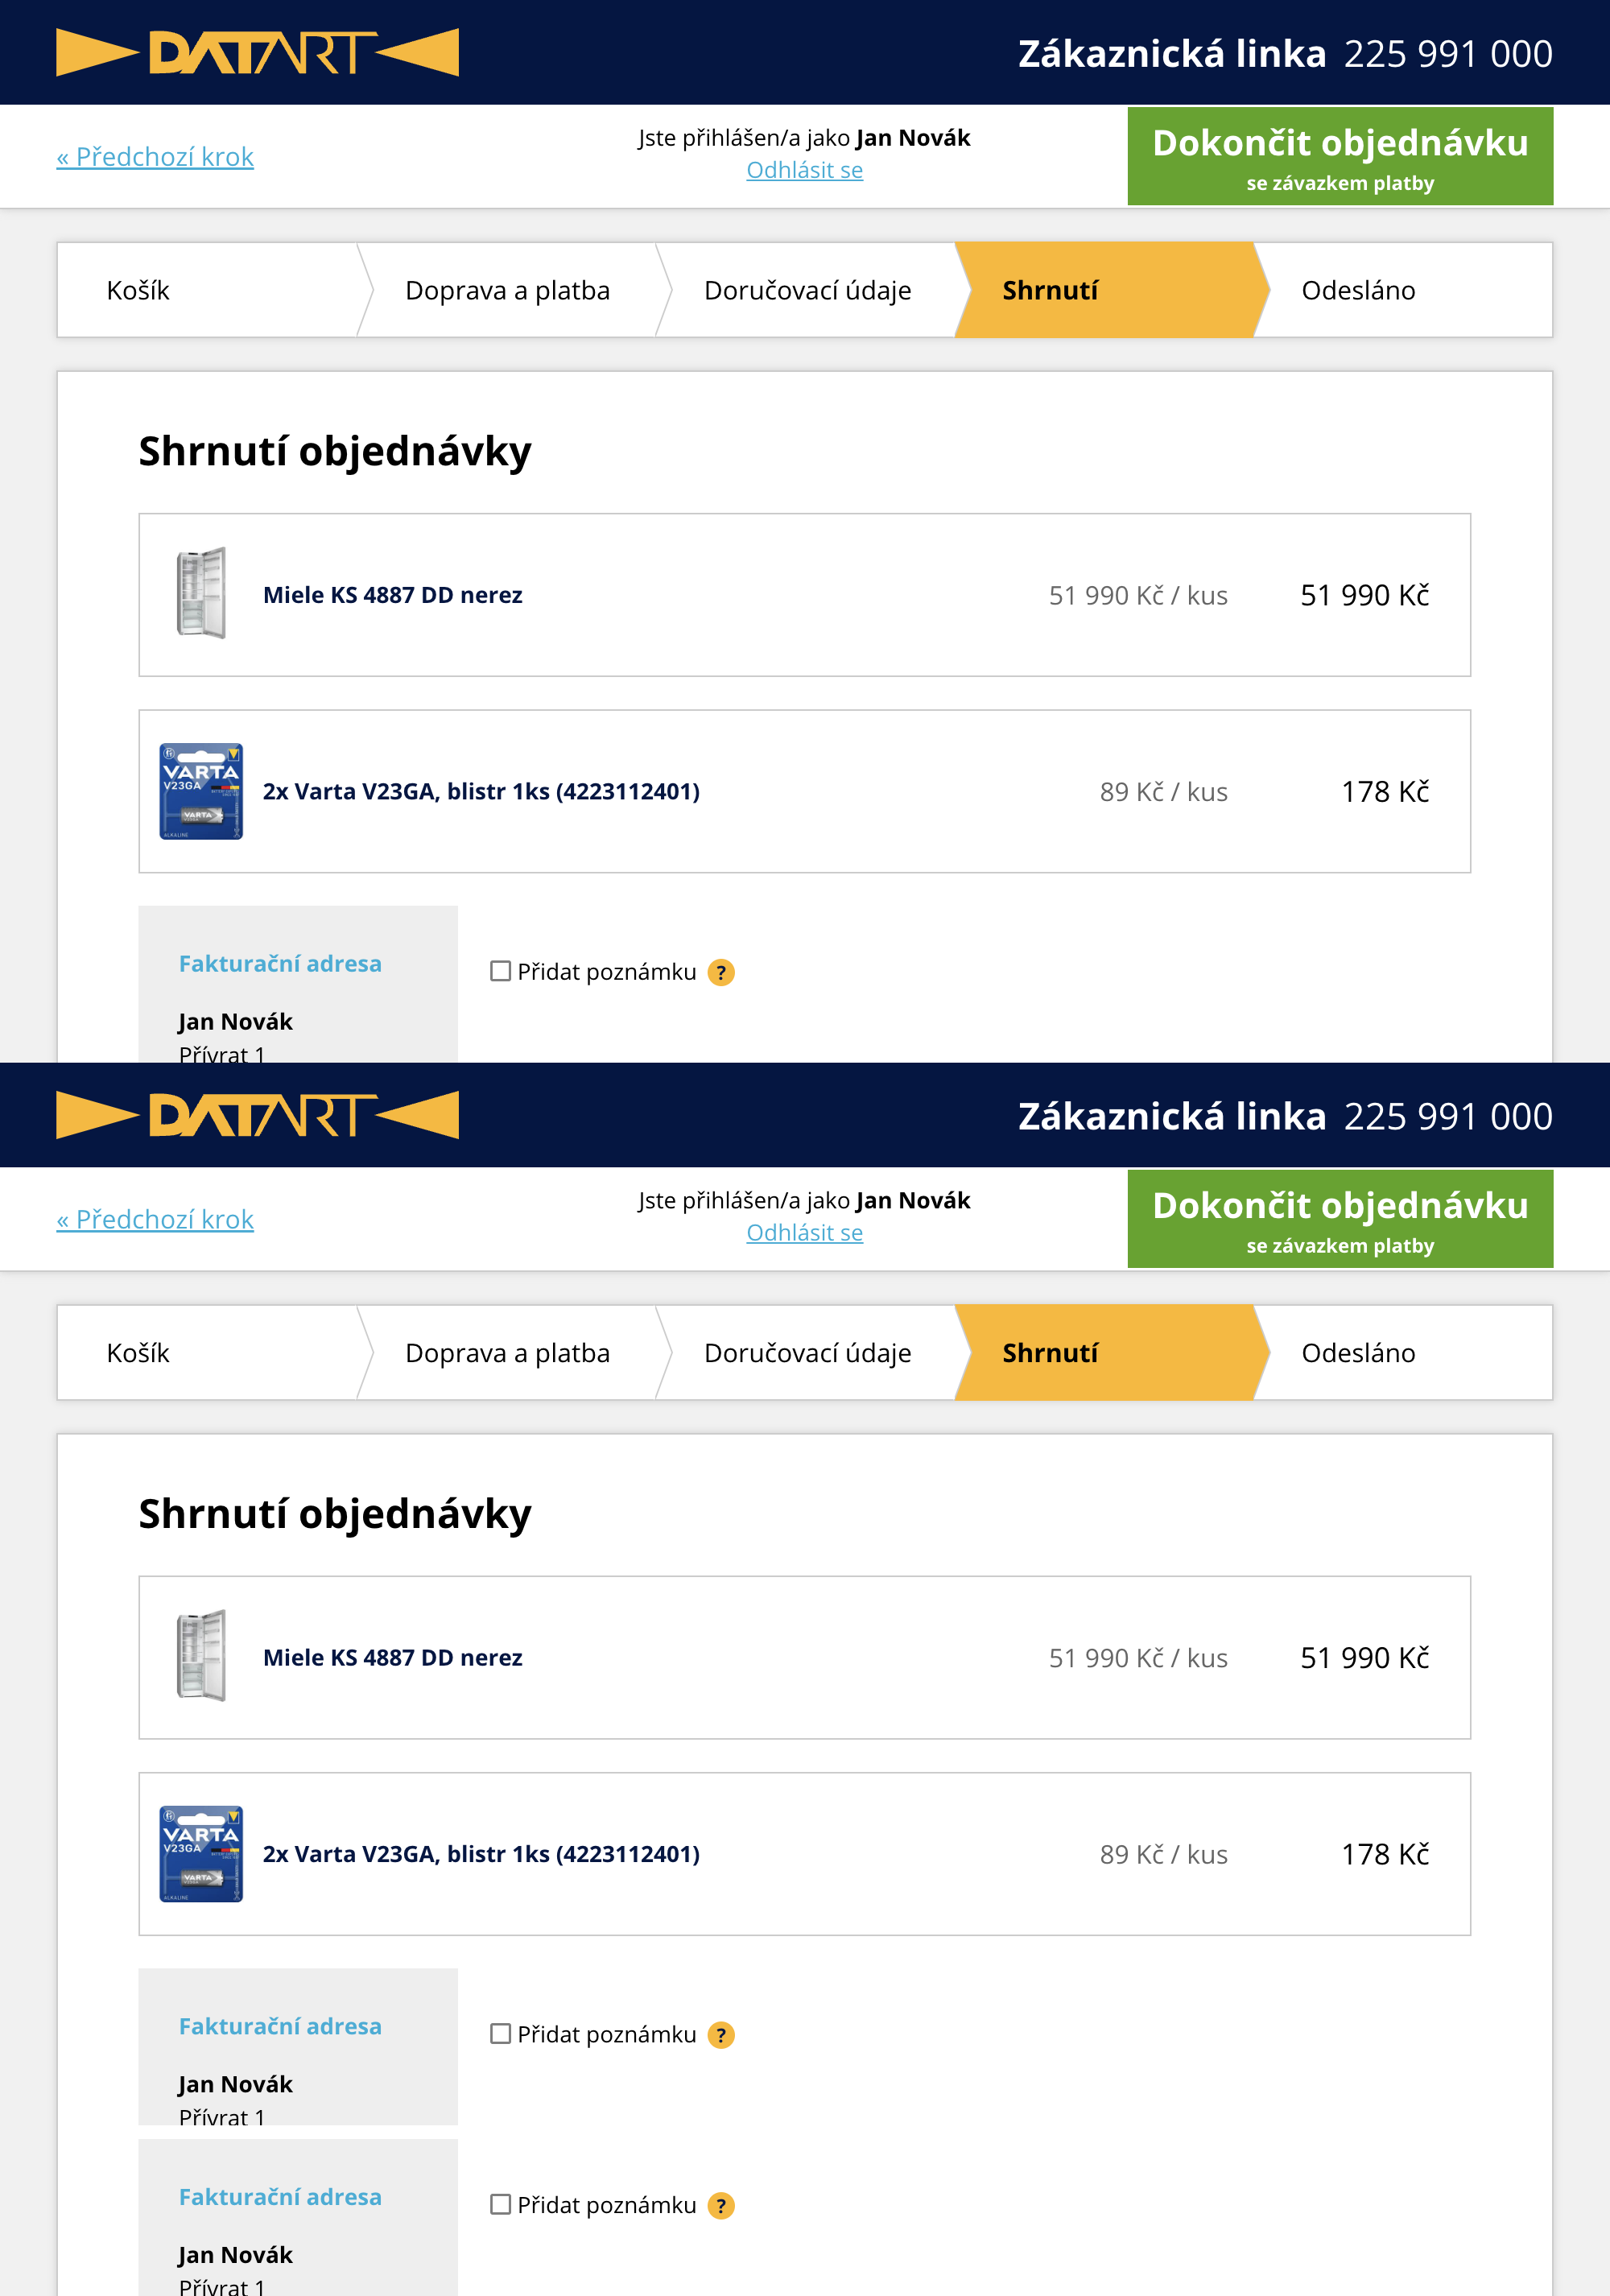 DATART
Zákaznická linka 225 991 000
« Předchozí krok
Jste přihlášen/a jako Jan Novák
Odhlásit se
Dokončit objednávku
se závazkem platby
Košík
Doprava a platba
Doručovací údaje
Shrnutí
Odesláno
Shrnutí objednávky
Miele KS 4887 DD nerez
51 990 Kč / kus
51 990 Kč
VARTA
V23GA
VARTA
ALKALINE
2x Varta V23GA, blistr 1ks (4223112401)
89 Kč / kus
178 Kč
Fakturační adresa
Přidat poznámku ?
Jan Novák
Přívrat 1
DATART
Zákaznická linka 225 991 000
« Předchozí krok
Jste přihlášen/a jako Jan Novák
Odhlásit se
Dokončit objednávku
se závazkem platby
Košík
Doprava a platba
Doručovací údaje
Shrnutí
Odesláno
Shrnutí objednávky
Miele KS 4887 DD nerez
51 990 Kč / kus
51 990 Kč
VARTA
V23GA
VARTA
ALKALINE
2x Varta V23GA, blistr 1ks (4223112401)
89 Kč / kus
178 Kč
Fakturační adresa
Přidat poznámku ?
Jan Novák
Přívrat 1
Fakturační adresa
Přidat poznámku ?
Jan Novák
Přívrat 1